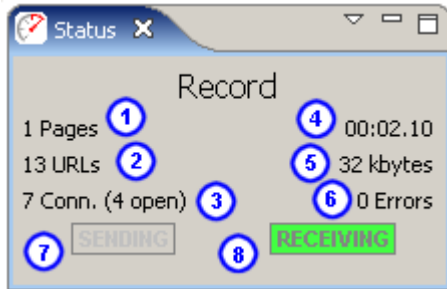 Status
Record
1 Pages 1 4 00:02.10
13 URLs 2 5 32 kbytes
7 Conn. (4 open) 3 6 0 Errors
7 SENDING 8 RECEIVING